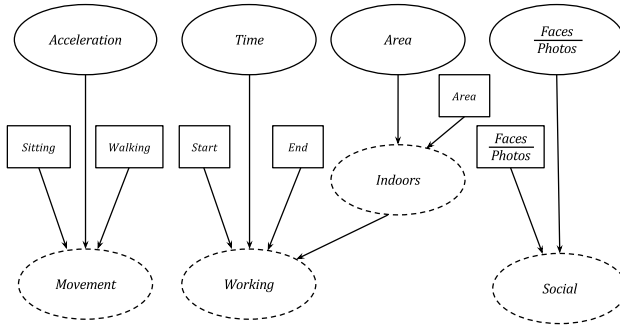 Acceleration
Time
Area
Faces
Photos
Area
Sitting
Walking
Start
End
Faces
Photos
Indoors
Movement
Working
Social